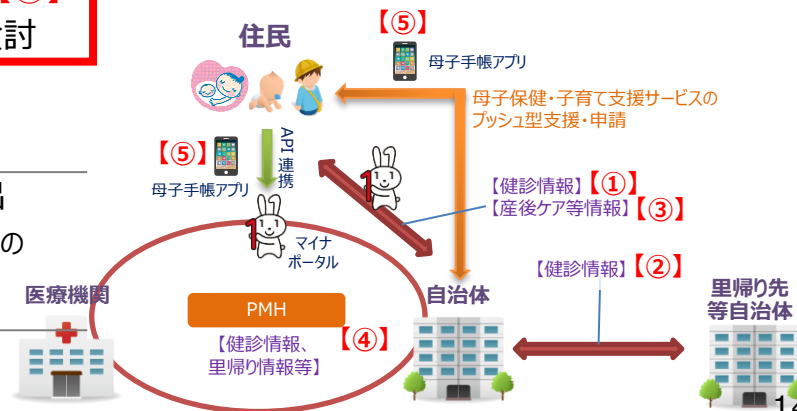 討
住民
【⑤】
母子手帳アプリ
母子保健・子育て支援サービスの
プッシュ型支援・申請
【⑤】
母子手帳アプリ
API連携
マイナ
ポータル
【健診情報】【①】
【産後ケア等情報】【③】
【健診情報】【②】
の
医療機関
PMH
【健診情報、
里帰り情報等】
【④】
自治体
里帰り先
等自治体